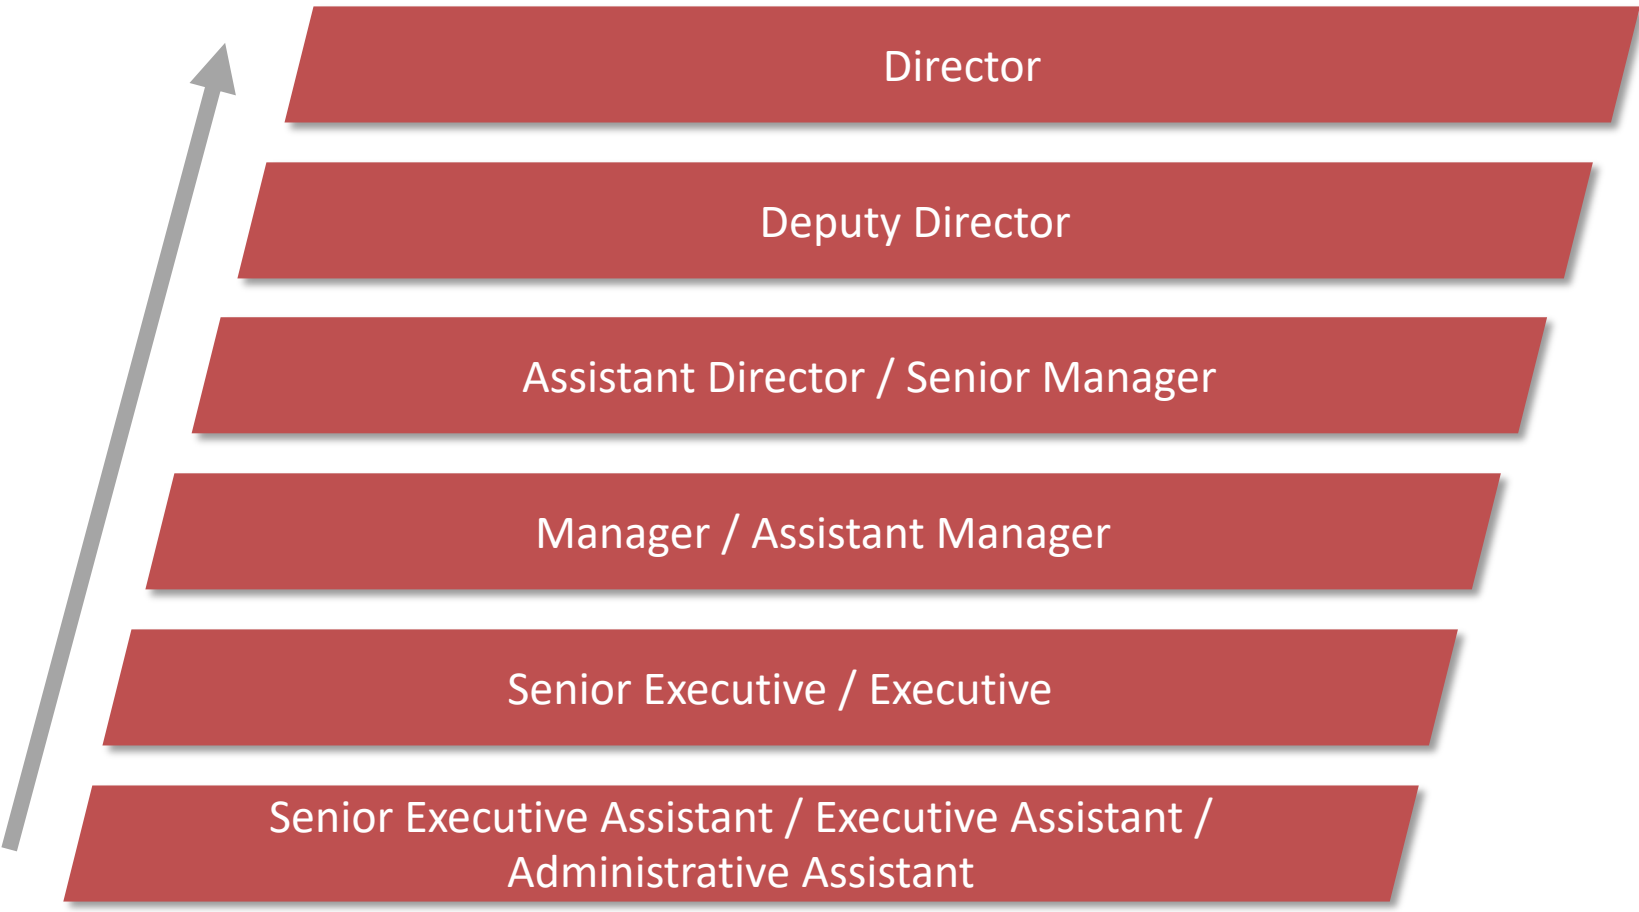 Director
Deputy Director
Assistant Director / Senior Manager
Manager / Assistant Manager
Senior Executive / Executive
Senior Executive Assistant / Executive Assistant /
Administrative Assistant